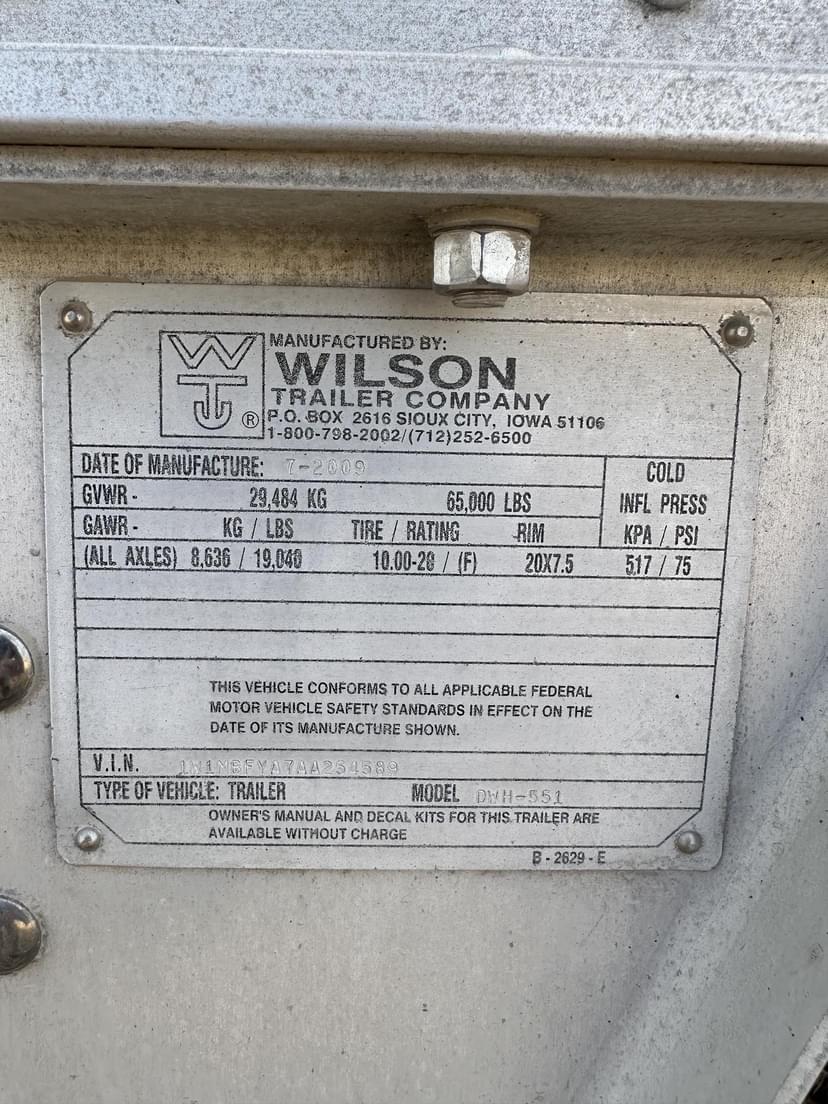 WT ®
MANUFACTURED BY:
WILSON
TRAILER COMPANY
P.O. BOX 2616 SIOUX CITY, IOWA 51106
1-800-798-2002/(712)252-6500
DATE OF MANUFACTURE: 7-2009
COLD
INFL PRESS
KPA / PSI
GVWR - 29,484 KG 65,000 LBS
GAWR - KG / LBS TIRE / RATING RIM
(ALL AXLES) 8,636 / 19,040 10.00-20 / (F) 20X7.5 517 / 75
THIS VEHICLE CONFORMS TO ALL APPLICABLE FEDERAL
MOTOR VEHICLE SAFETY STANDARDS IN EFFECT ON THE
DATE OF ITS MANUFACTURE SHOWN.
V.I.N.
TYPE OF VEHICLE: TRAILER MODEL DWH-551
OWNER'S MANUAL AND DECAL KITS FOR THIS TRAILER ARE
AVAILABLE WITHOUT CHARGE
B - 2629 - E